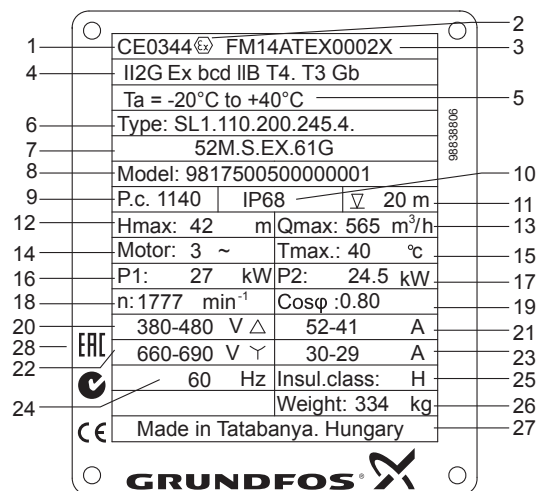 2
1 CE0344 Ex FM14ATEX0002X 3
4 II2G Ex bcd IIB T4. T3 Gb
Ta = -20°C to +40°C 5
6 Type: SL1.110.200.245.4.
7 52M.S.EX.61G
98838806
8 Model: 9817500500000001 10
9 P.c. 1140 IP68 20 m 11
12 Hmax: 42 m Qmax: 565 m³/h 13
14 Motor: 3 ~ Tmax.: 40 °C 15
16 P1: 27 kW P2: 24.5 kW 17
18 n: 1777 min⁻¹ Cosφ :0.80 19
20 380-480 V △ 52-41 A 21
28 EAC
22 660-690 V Y 30-29 A 23
24 60 Hz Insul.class: H 25
Weight: 334 kg 26
CE Made in Tatabanya. Hungary 27
GRUNDFOS